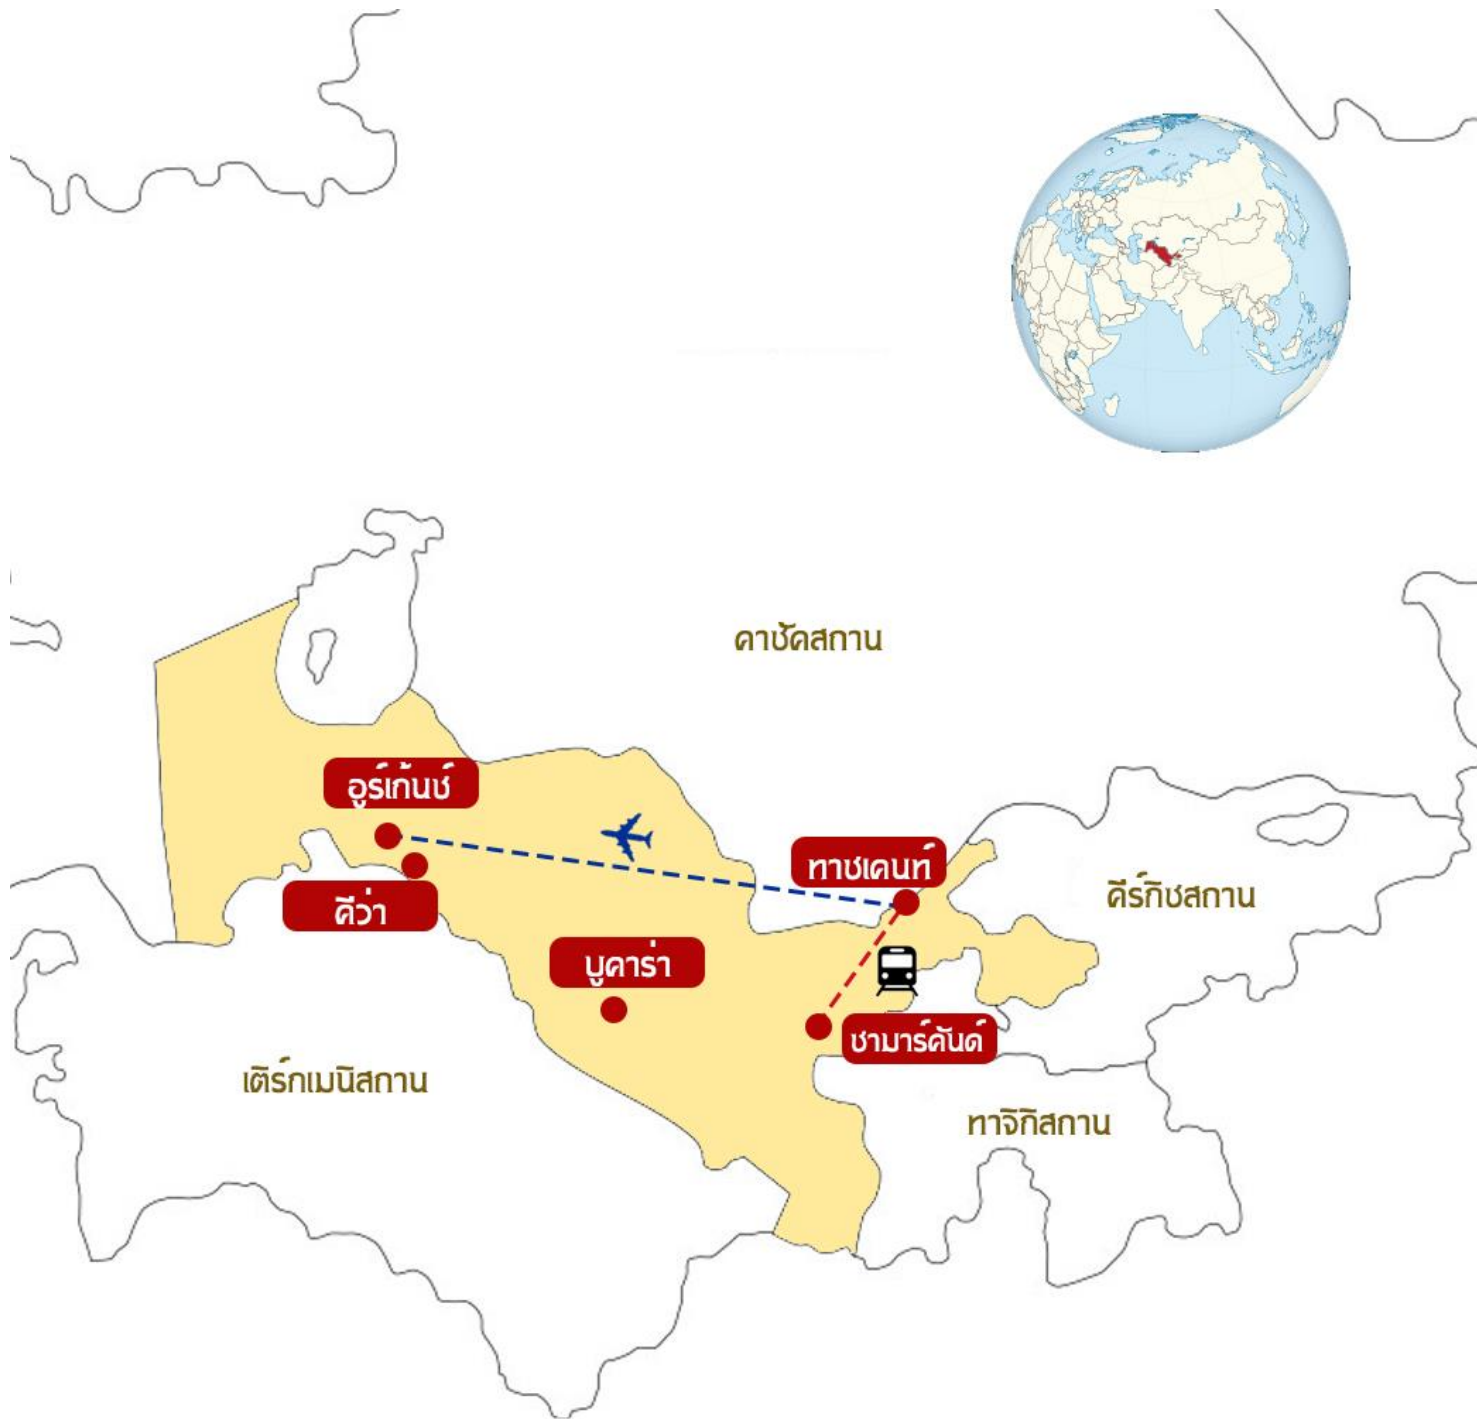 คาซัคสถาน
อูร์เก้นช์
ทาชเคนท์
คีร์กิซสถาน
คีว่า
บูคาร่า
ซามาร์คันด์
เติร์กเมนิสถาน
ทาจิกิสถาน